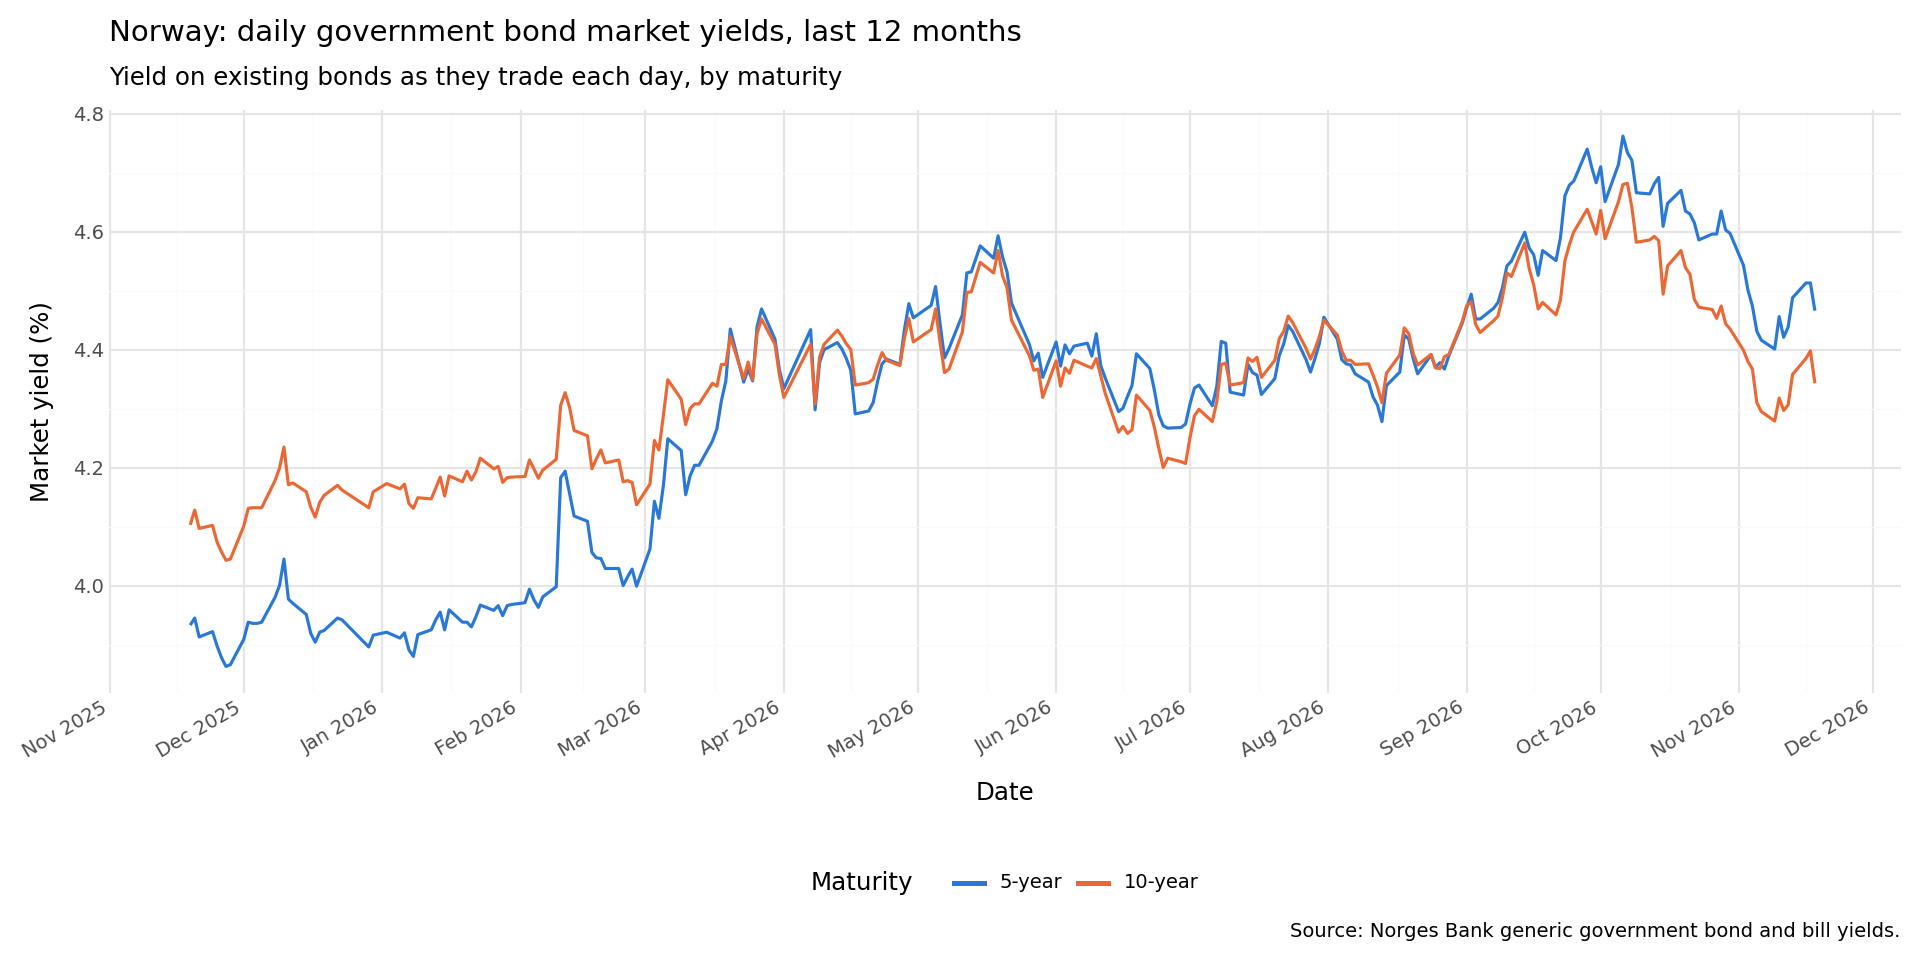 Norway: daily government bond market yields, last 12 months
Yield on existing bonds as they trade each day, by maturity
Market yield (%)
4.8
4.6
4.4
4.2
4.0
Nov 2025
Dec 2025
Jan 2026
Feb 2026
Mar 2026
Apr 2026
May 2026
Jun 2026
Jul 2026
Aug 2026
Sep 2026
Oct 2026
Nov 2026
Dec 2026
Date
Maturity 5-year 10-year
Source: Norges Bank generic government bond and bill yields.